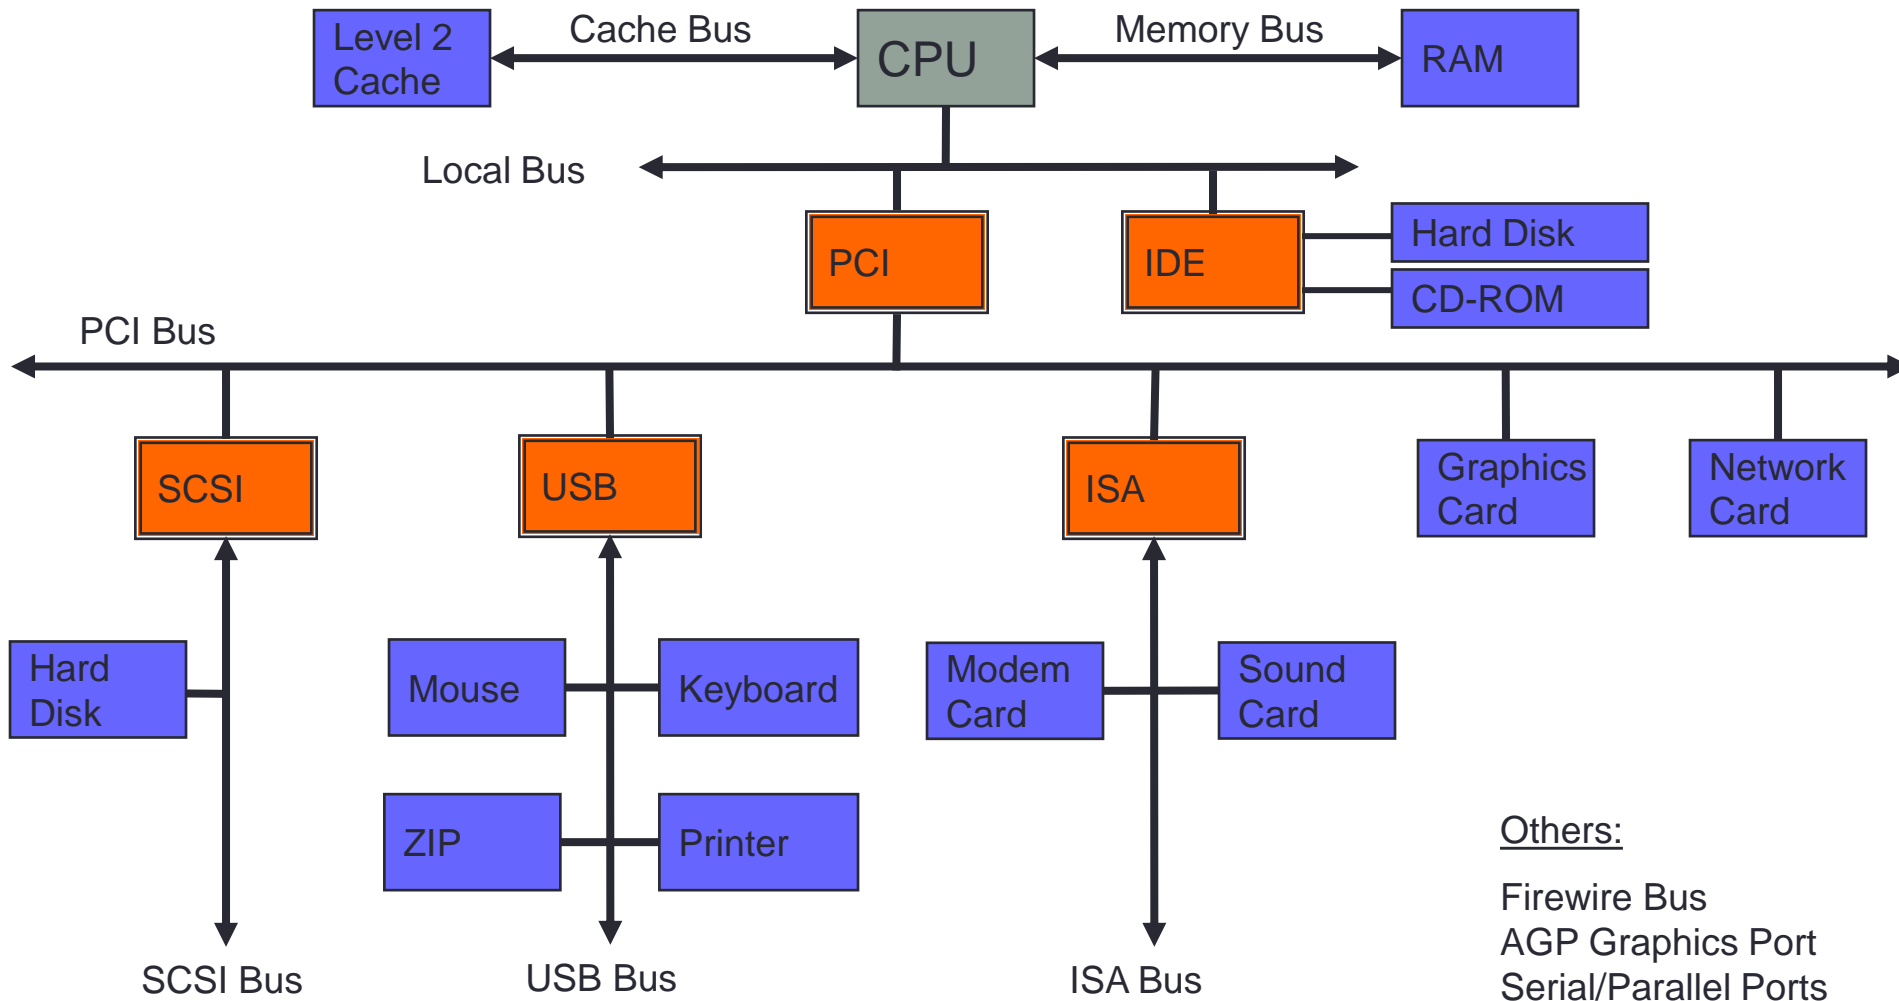 Level 2
Cache
Cache Bus
CPU
Memory Bus
RAM
Local Bus
PCI
IDE
Hard Disk
CD-ROM
PCI Bus
SCSI
USB
ISA
Graphics
Card
Network
Card
Hard
Disk
Mouse
Keyboard
Modem
Card
Sound
Card
ZIP
Printer
Others:
Firewire Bus
AGP Graphics Port
Serial/Parallel Ports
SCSI Bus
USB Bus
ISA Bus